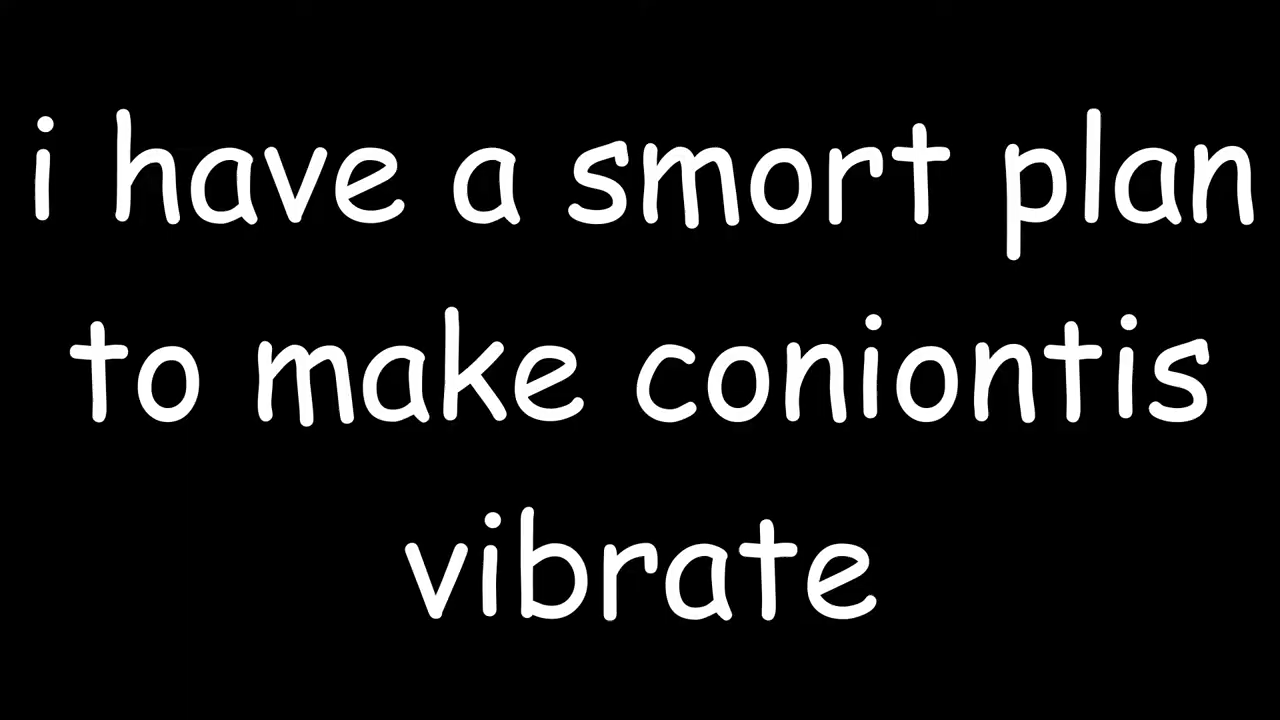 i have a smort plan
to make coniontis
vibrate